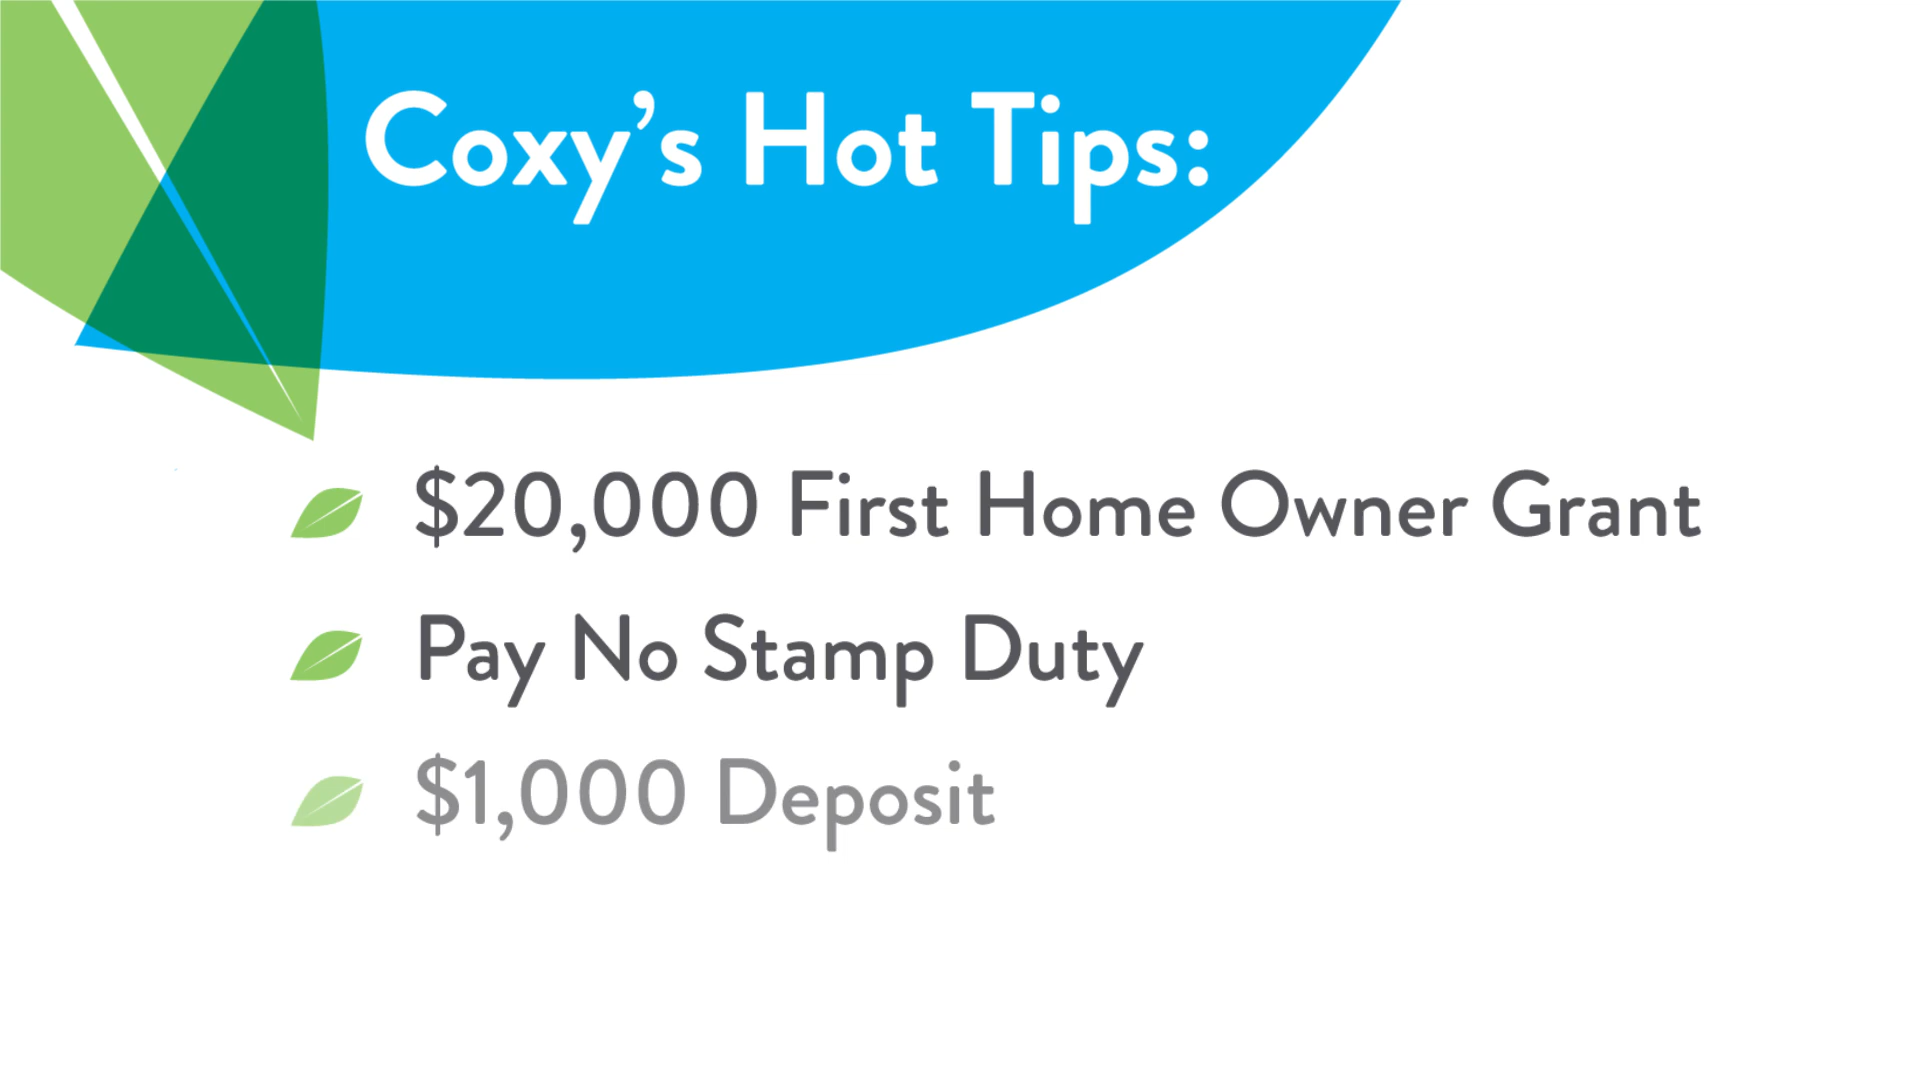 Coxy’s Hot Tips:
$20,000 First Home Owner Grant
Pay No Stamp Duty
$1,000 Deposit